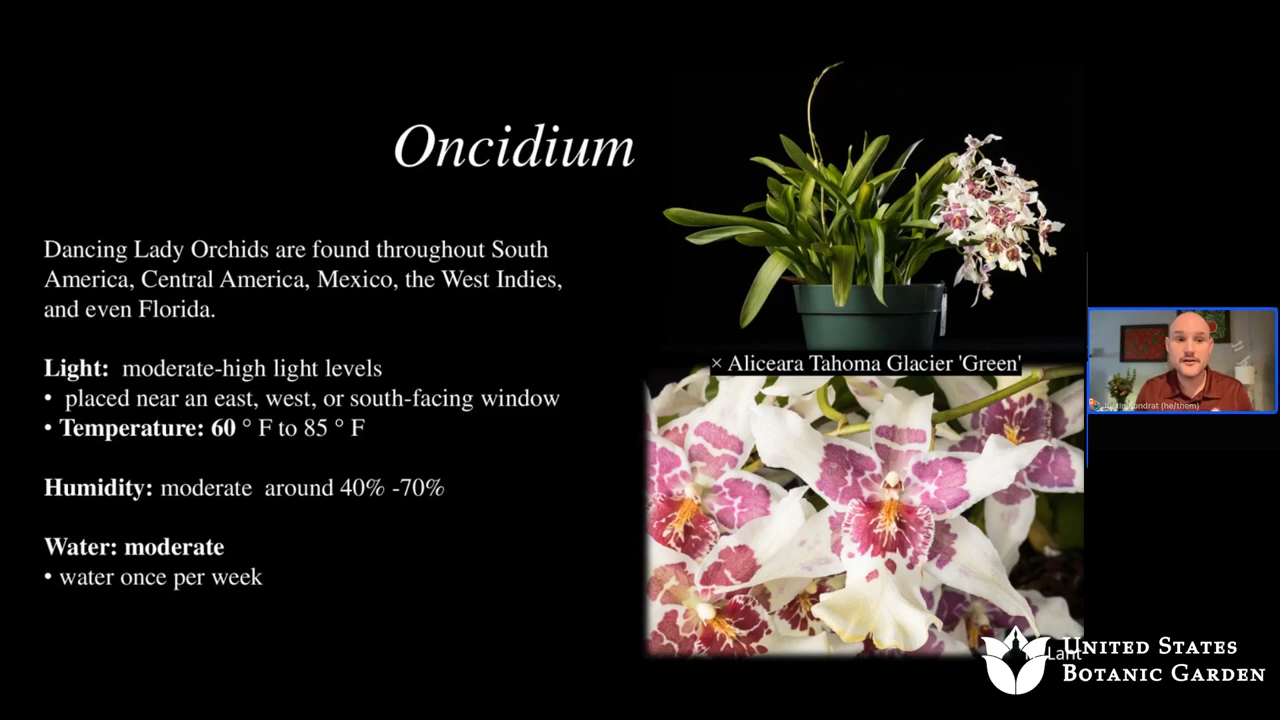 Oncidium
Dancing Lady Orchids are found throughout South
America, Central America, Mexico, the West Indies,
and even Florida.
Light: moderate-high light levels
• placed near an east, west, or south-facing window
• Temperature: 60 ° F to 85 ° F
Humidity: moderate around 40% -70%
Water: moderate
• water once per week
× Aliceara Tahoma Glacier 'Green'
(he/them)
UNITED STATES
BOTANIC GARDEN